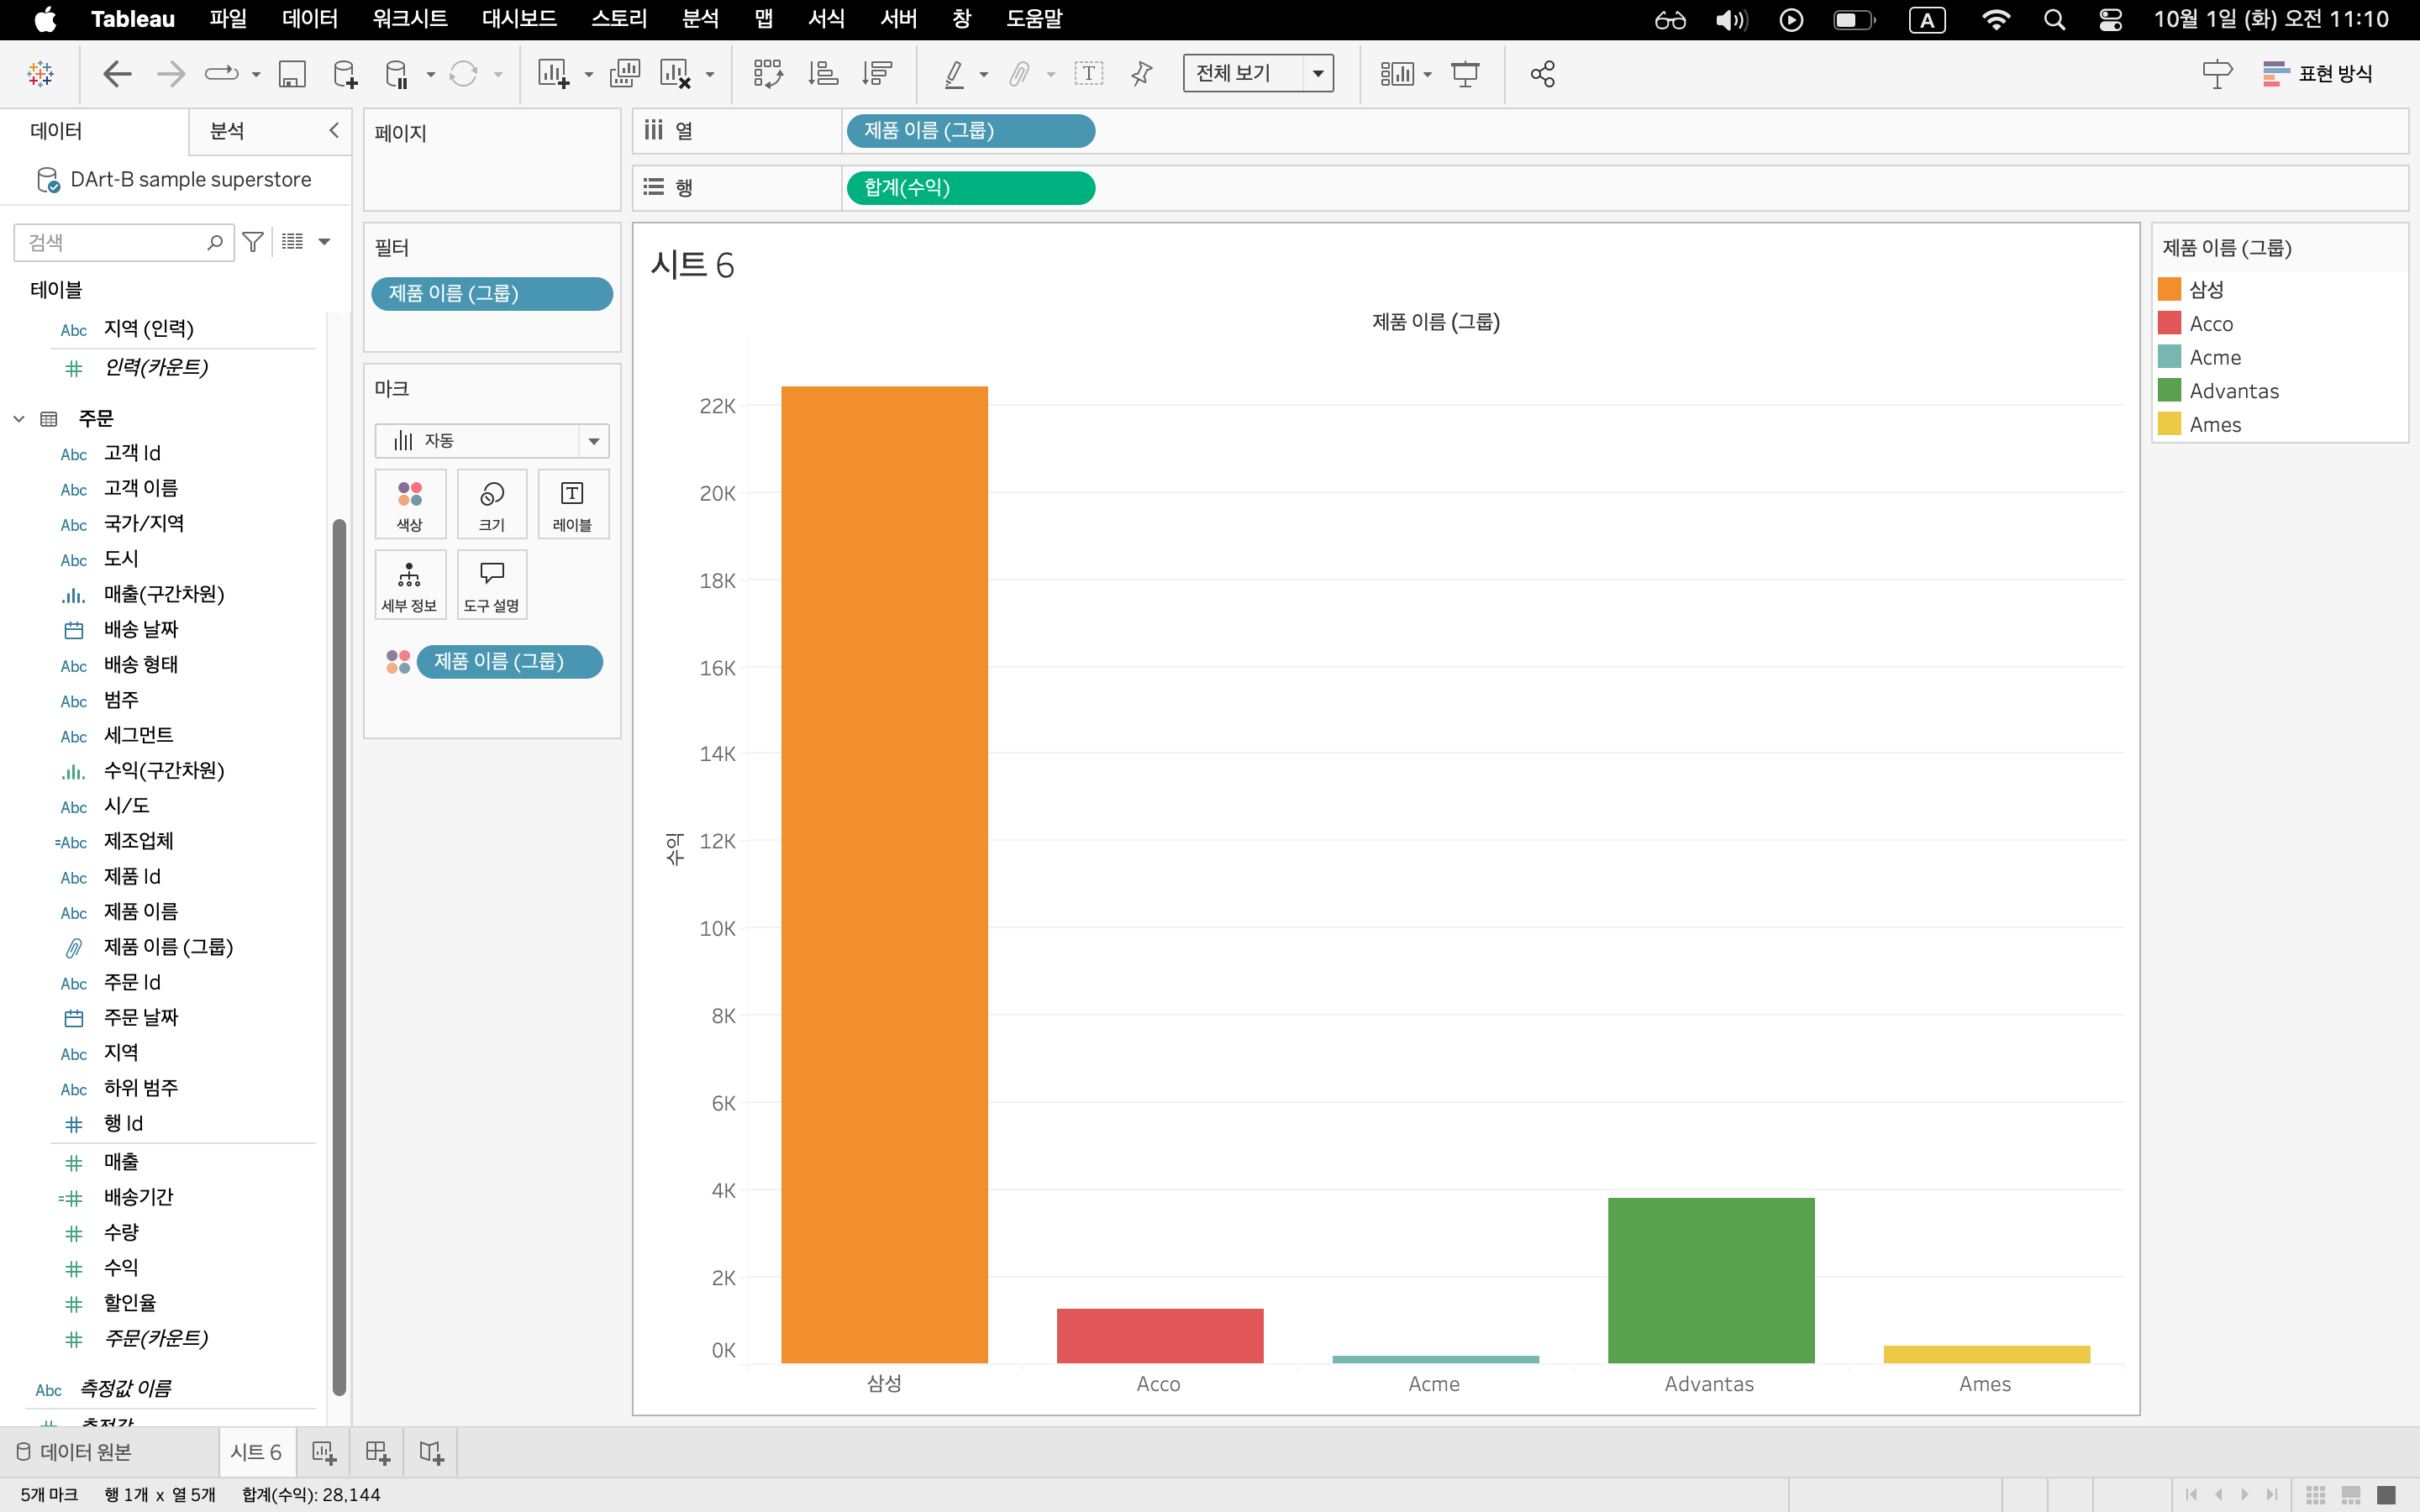 Tableau 파일 데이터 워크시트 대시보드 스토리 분석 맵 서식 서버 창 도움말 A 10월 1일 (화) 오전 11:10
전체 보기 표현 방식
데이터 분석
DArt-B sample superstore
검색
테이블
Abc 지역 (인력)
인력(카운트)
주문
Abc 고객 Id
Abc 고객 이름
Abc 국가/지역
Abc 도시
매출(구간차원)
배송 날짜
Abc 배송 형태
Abc 범주
Abc 세그먼트
수익(구간차원)
Abc 시/도
=Abc 제조업체
Abc 제품 Id
Abc 제품 이름
제품 이름 (그룹)
Abc 주문 Id
주문 날짜
Abc 지역
Abc 하위 범주
행 Id
매출
배송기간
수량
수익
할인율
주문(카운트)
Abc 측정값 이름
측정값
페이지
필터
제품 이름 (그룹)
마크
자동
색상 크기 레이블
세부 정보 도구 설명
제품 이름 (그룹)
열 제품 이름 (그룹)
행 합계(수익)
시트 6
제품 이름 (그룹)
수익
22K
20K
18K
16K
14K
12K
10K
8K
6K
4K
2K
0K
삼성 Acco Acme Advantas Ames
제품 이름 (그룹)
삼성
Acco
Acme
Advantas
Ames
데이터 원본 시트 6
5개 마크 행 1개 x 열 5개 합계(수익): 28,144